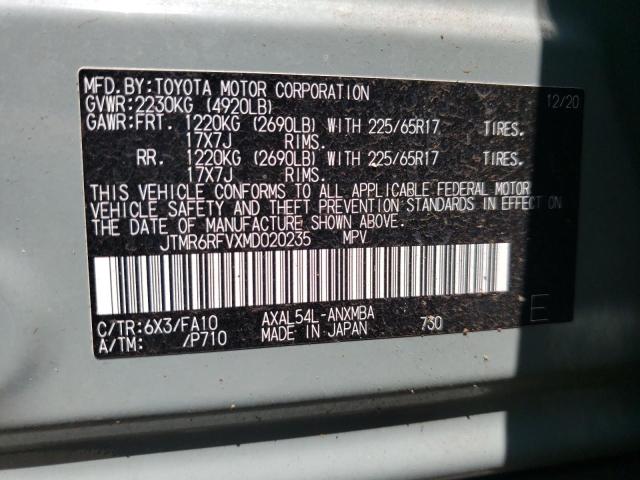 MFD.BY:TOYOTA MOTOR CORPORATION 12/20
GVWR:2230KG (4920LB)
GAWR:FRT. 1220KG (2690LB) WITH 225/65R17 TIRES.
17X7J RIMS.
RR. 1220KG (2690LB) WITH 225/65R17 TIRES.
17X7J RIMS.
THIS VEHICLE CONFORMS TO ALL APPLICABLE FEDERAL MOTOR
VEHICLE SAFETY AND THEFT PREVENTION STANDARDS IN EFFECT ON
THE DATE OF MANUFACTURE SHOWN ABOVE.
JTMR6RFVXMD020235 MPV
C/TR:6X3/FA10 AXAL54L-ANXMBA 730 E
A/TM: /P710 MADE IN JAPAN